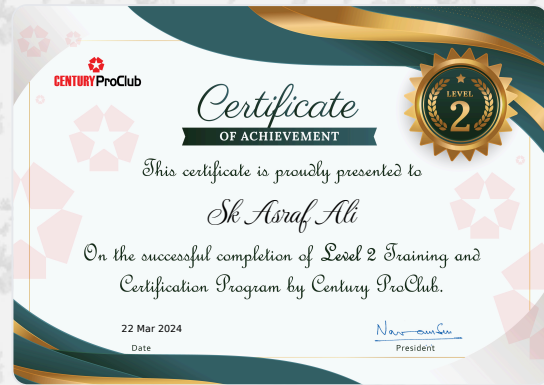 CENTURY ProClub
LEVEL
2
Certificate
OF ACHIEVEMENT
This certificate is proudly presented to
Sk Asraf Ali
On the successful completion of Level 2 Training and
Certification Program by Century ProClub.
22 Mar 2024
Date
President